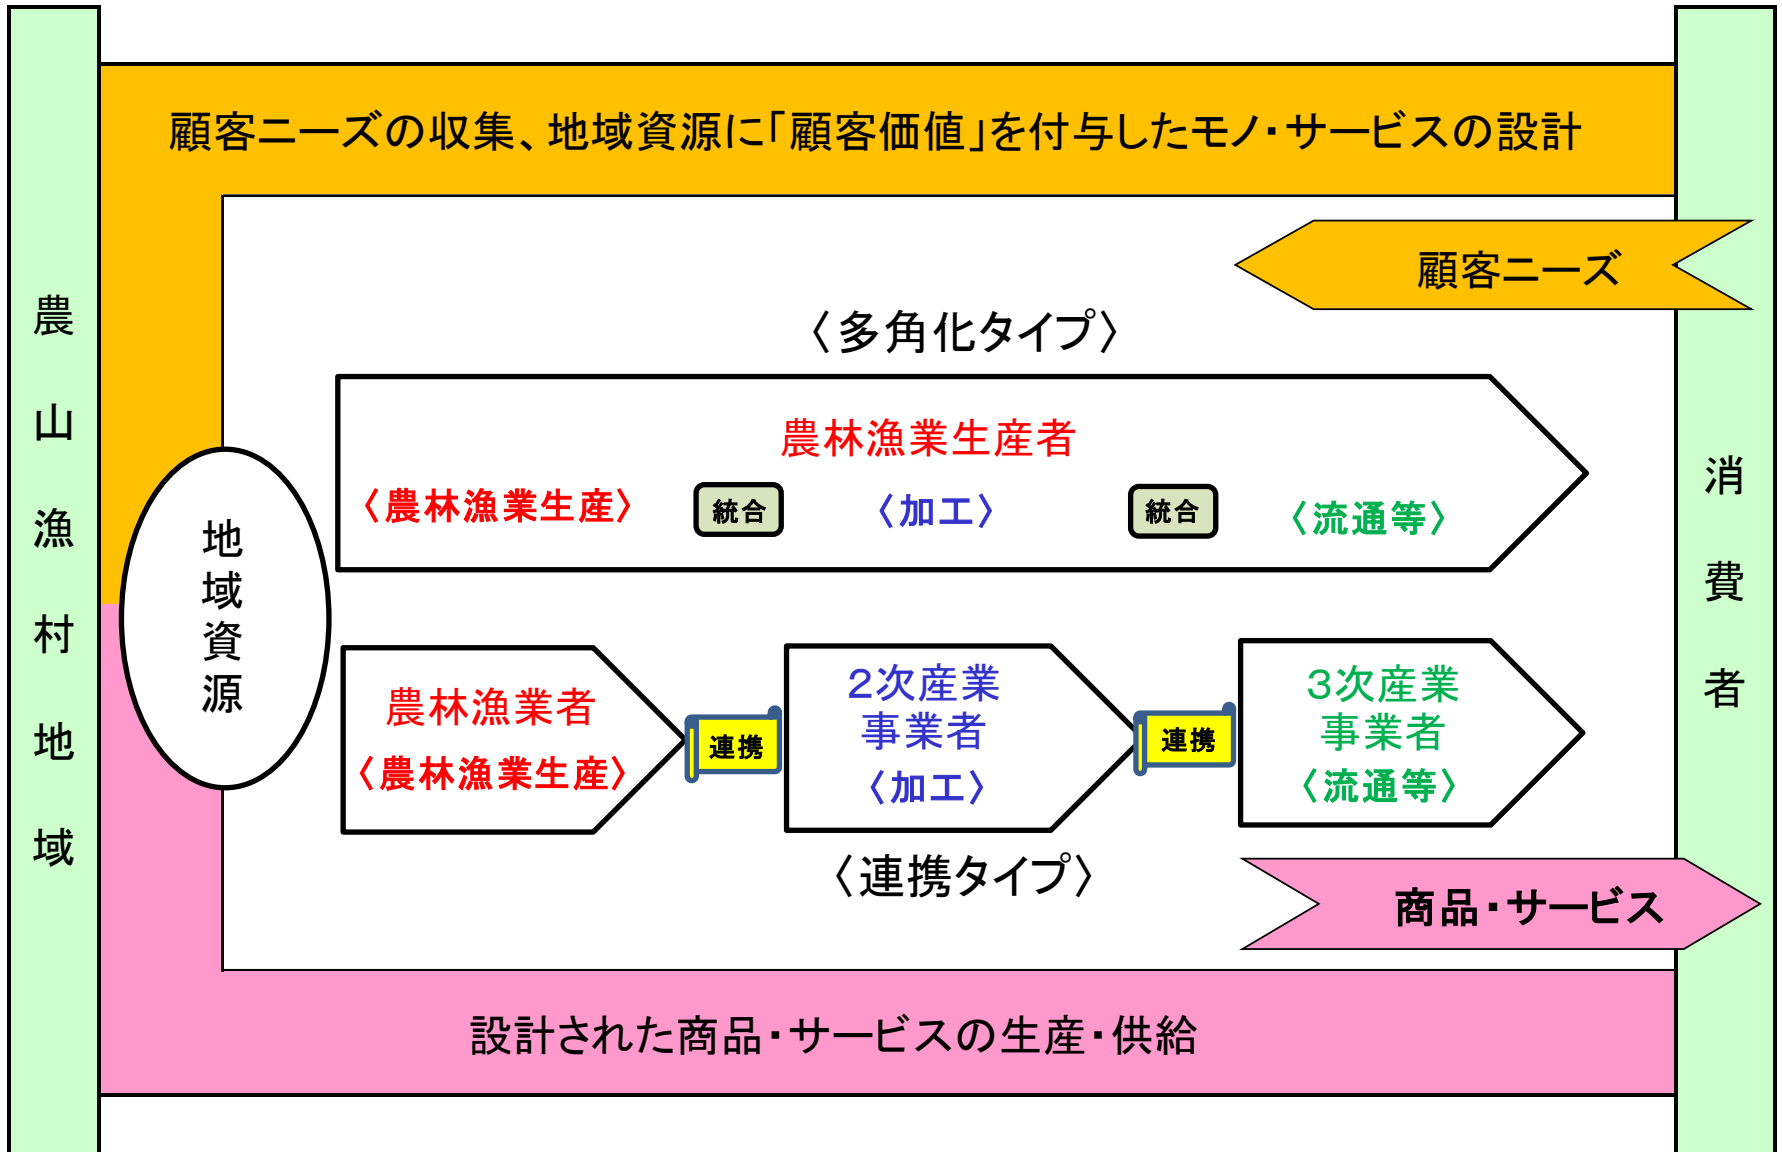 顧客ニーズの収集、地域資源に「顧客価値」を付与したモノ・サービスの設計
農山漁村地域
顧客ニーズ
〈多角化タイプ〉
農林漁業生産者
〈農林漁業生産〉
統合
〈加工〉
統合
〈流通等〉
地域資源
消費者
農林漁業者
〈農林漁業生産〉
連携
２次産業
事業者
〈加工〉
連携
３次産業
事業者
〈流通等〉
〈連携タイプ〉
商品・サービス
設計された商品・サービスの生産・供給